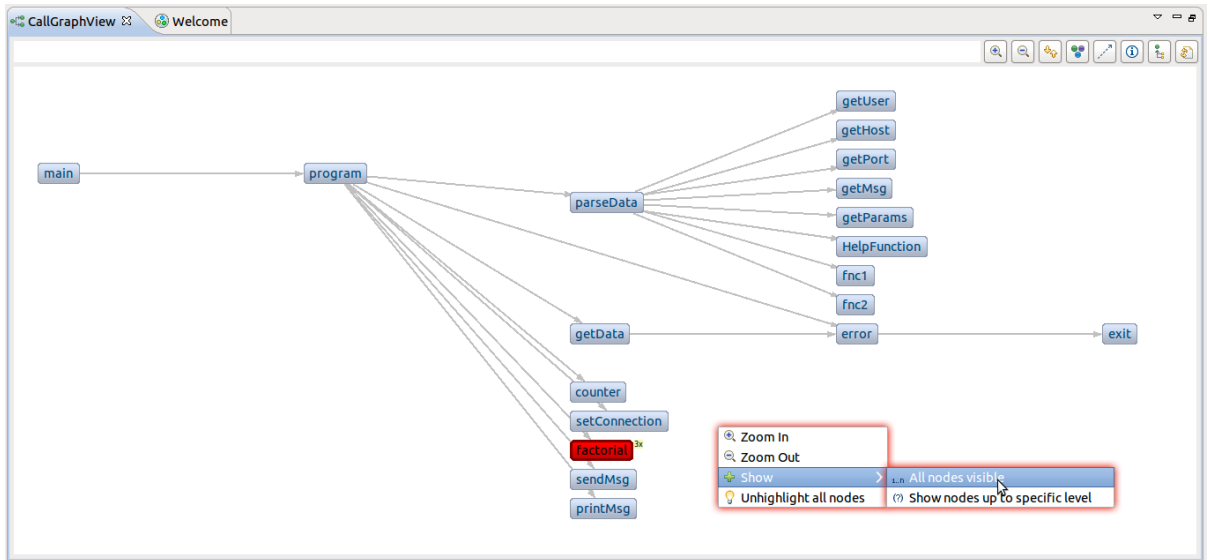 CallGraphView
Welcome
getUser
getHost
getPort
main
program
getMsg
parseData
getParams
HelpFunction
fnc1
fnc2
getData
error
exit
counter
setConnection
factorial 3x
sendMsg
printMsg
Zoom In
Zoom Out
Show
1..n All nodes visible
Unhighlight all nodes
(?) Show nodes up to specific level